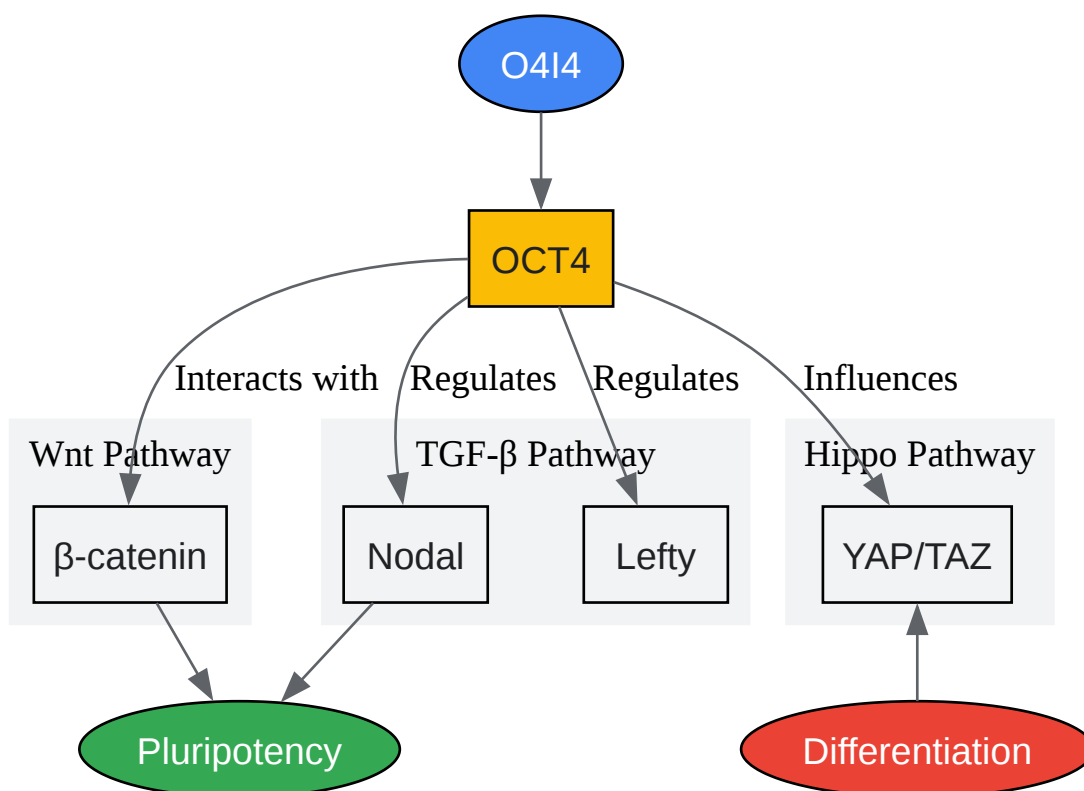 O4I4
OCT4
Interacts with
Regulates
Regulates
Influences
Wnt Pathway
TGF-β Pathway
Hippo Pathway
β-catenin
Nodal
Lefty
YAP/TAZ
Pluripotency
Differentiation